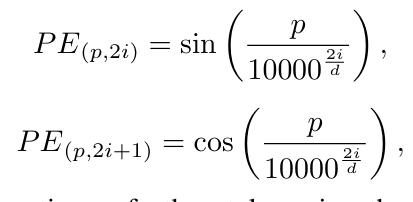 PE_{(p,2i)} = \sin\left(\frac{p}{10000^{\frac{2i}{d}}}\right),
PE_{(p,2i+1)} = \cos\left(\frac{p}{10000^{\frac{2i}{d}}}\right),